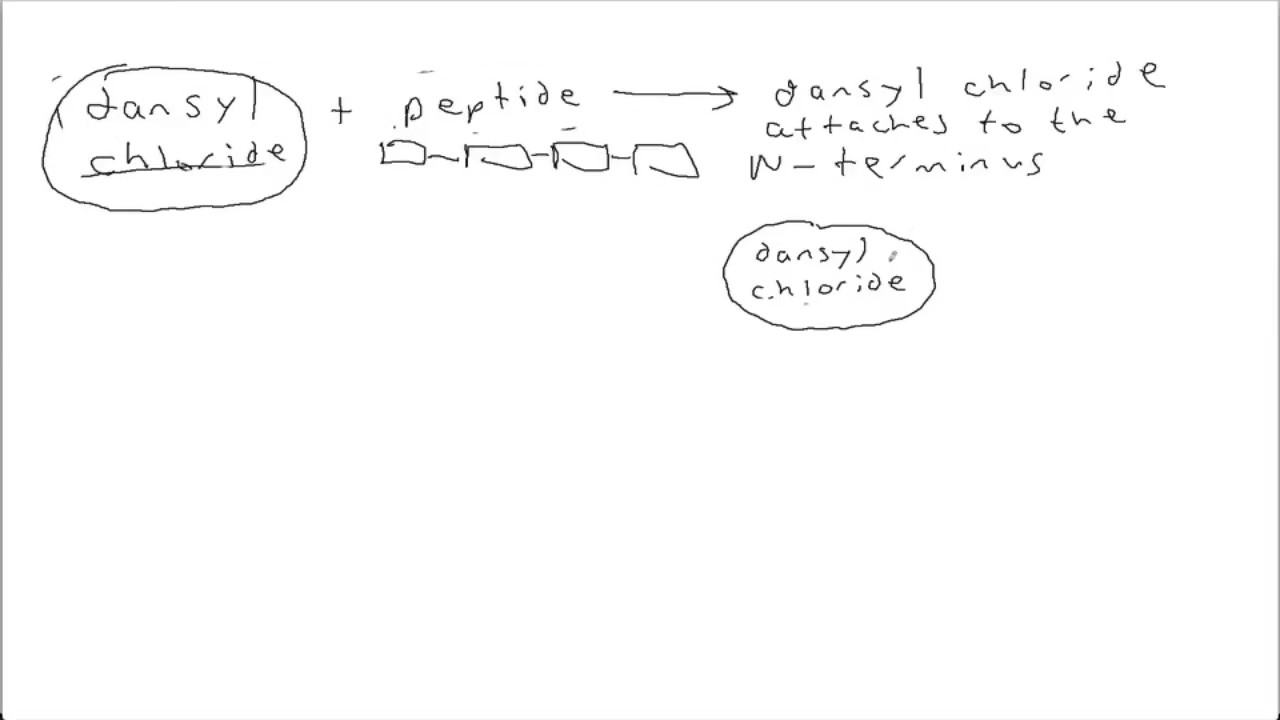 dansyl chloride + peptide → dansyl chloride attaches to the N-terminus
dansyl chloride